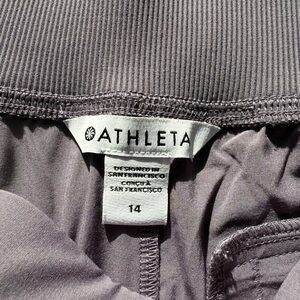 ATHLETA
DESIGNED IN
SAN FRANCISCO
CONÇU À
SAN FRANCISCO
14